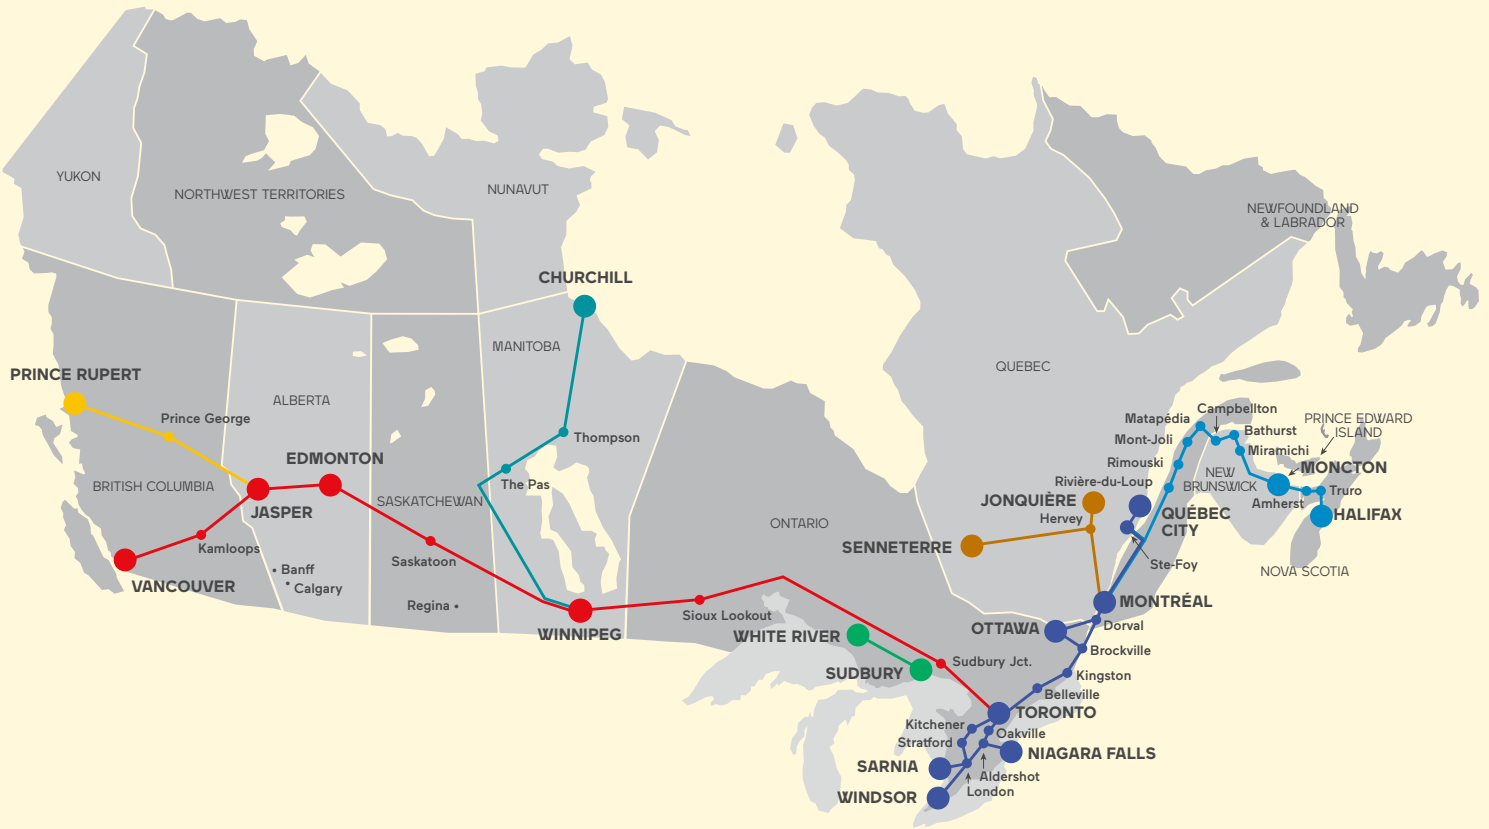 YUKON
NORTHWEST TERRITORIES
NUNAVUT
NEWFOUNDLAND
& LABRADOR
CHURCHILL
MANITOBA
QUEBEC
PRINCE RUPERT
ALBERTA
Prince George
Thompson
Matapédia
Campbellton
PRINCE EDWARD
ISLAND
Bathurst
Mont-Joli
Miramichi
EDMONTON
Rimouski
MONCTON
NEW
BRUNSWICK
BRITISH COLUMBIA
The Pas
Rivière-du-Loup
Truro
SASKATCHEWAN
JONQUIÈRE
Amherst
JASPER
Hervey
QUÉBEC
CITY
HALIFAX
ONTARIO
SENNETERRE
Kamloops
Saskatoon
Ste-Foy
Banff
NOVA SCOTIA
VANCOUVER
Calgary
Regina
MONTRÉAL
Sioux Lookout
WINNIPEG
WHITE RIVER
OTTAWA
Dorval
Brockville
Sudbury Jct.
SUDBURY
Kingston
Belleville
TORONTO
Kitchener
Oakville
Stratford
NIAGARA FALLS
SARNIA
Aldershot
London
WINDSOR